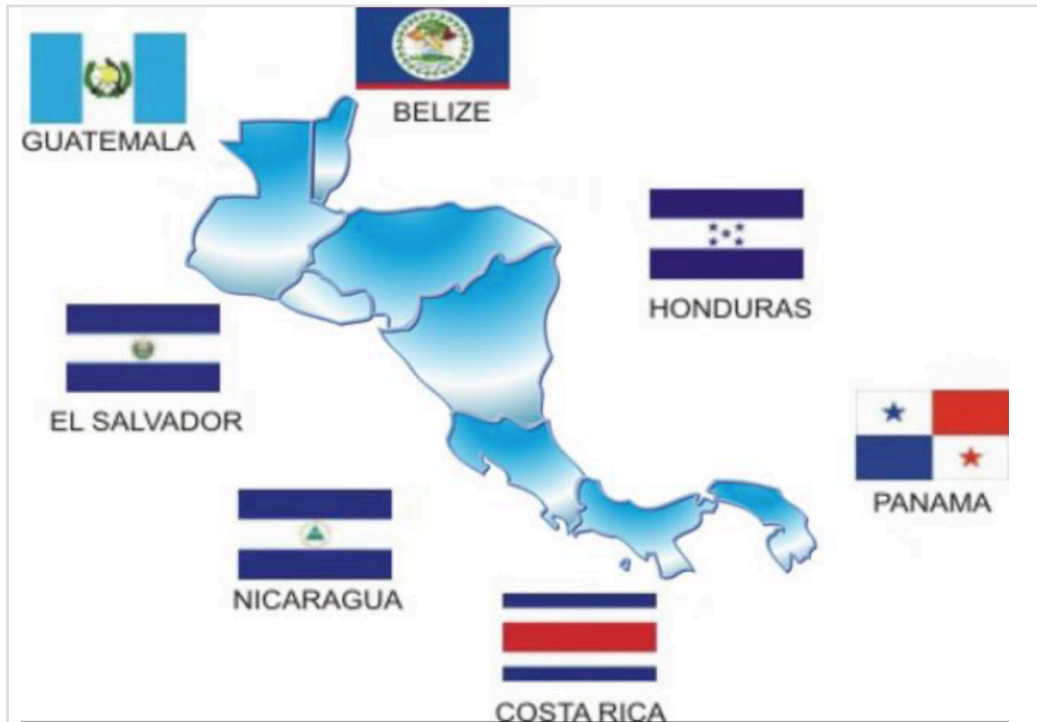 BELIZE
GUATEMALA
HONDURAS
EL SALVADOR
PANAMA
NICARAGUA
COSTA RICA